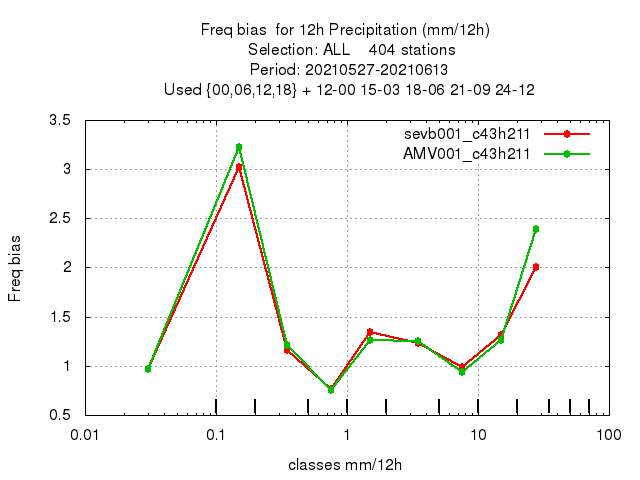 Freq bias  for 12h Precipitation (mm/12h)
Selection: ALL    404 stations
Period: 20210527-20210613
Used {00,06,12,18} + 12-00 15-03 18-06 21-09 24-12
sevb001_c43h211
AMV001_c43h211
3.5
3
2.5
2
1.5
1
0.5
Freq bias
0.01 0.1 1 10 100
classes mm/12h